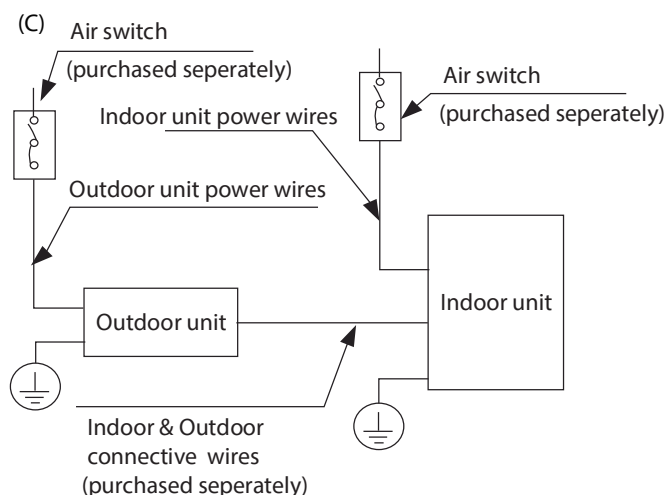 (C)
Air switch
(purchased seperately)
Air switch
(purchased seperately)
Indoor unit power wires
Outdoor unit power wires
Outdoor unit
Indoor unit
Indoor & Outdoor
connective wires
(purchased seperately)